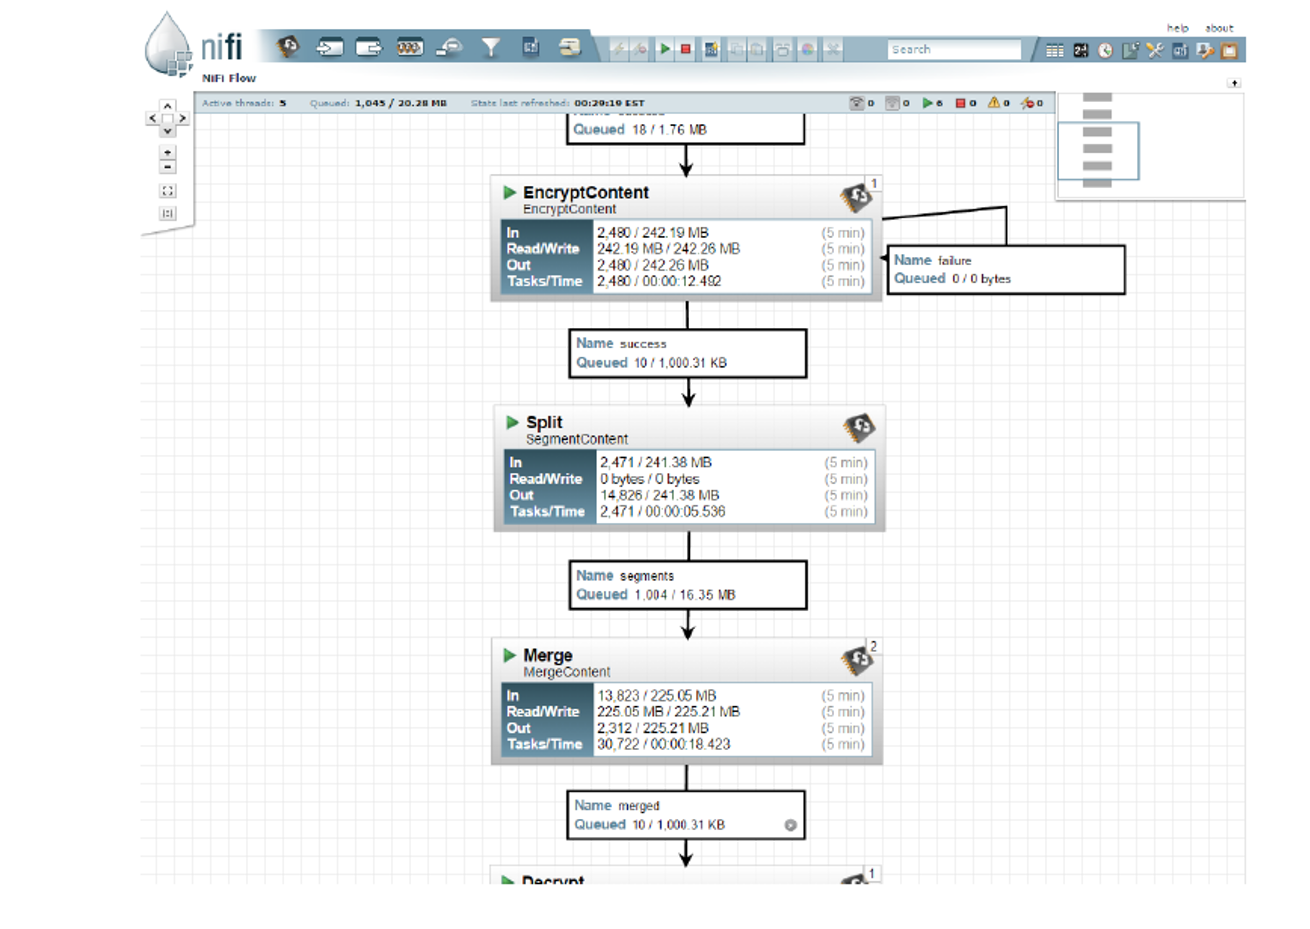 help about
nifi
Search
NiFi Flow
Active threads: 5 Queued: 1,045 / 20.28 MB Stats last refreshed: 00:29:19 EST
0 0 6 0 0 0
Queued 18 / 1.76 MB
EncryptContent 1
EncryptContent
In 2,480 / 242.19 MB (5 min)
Read/Write 242.19 MB / 242.26 MB (5 min)
Out 2,480 / 242.26 MB (5 min)
Tasks/Time 2,480 / 00:00:12.492 (5 min)
Name failure
Queued 0 / 0 bytes
Name success
Queued 10 / 1,000.31 KB
Split
SegmentContent
In 2,471 / 241.38 MB (5 min)
Read/Write 0 bytes / 0 bytes (5 min)
Out 14,826 / 241.38 MB (5 min)
Tasks/Time 2,471 / 00:00:05.536 (5 min)
Name segments
Queued 1,004 / 16.35 MB
Merge 2
MergeContent
In 13,823 / 225.05 MB (5 min)
Read/Write 225.05 MB / 225.21 MB (5 min)
Out 2,312 / 225.21 MB (5 min)
Tasks/Time 30,722 / 00:00:18.423 (5 min)
Name merged
Queued 10 / 1,000.31 KB
Decrypt 1